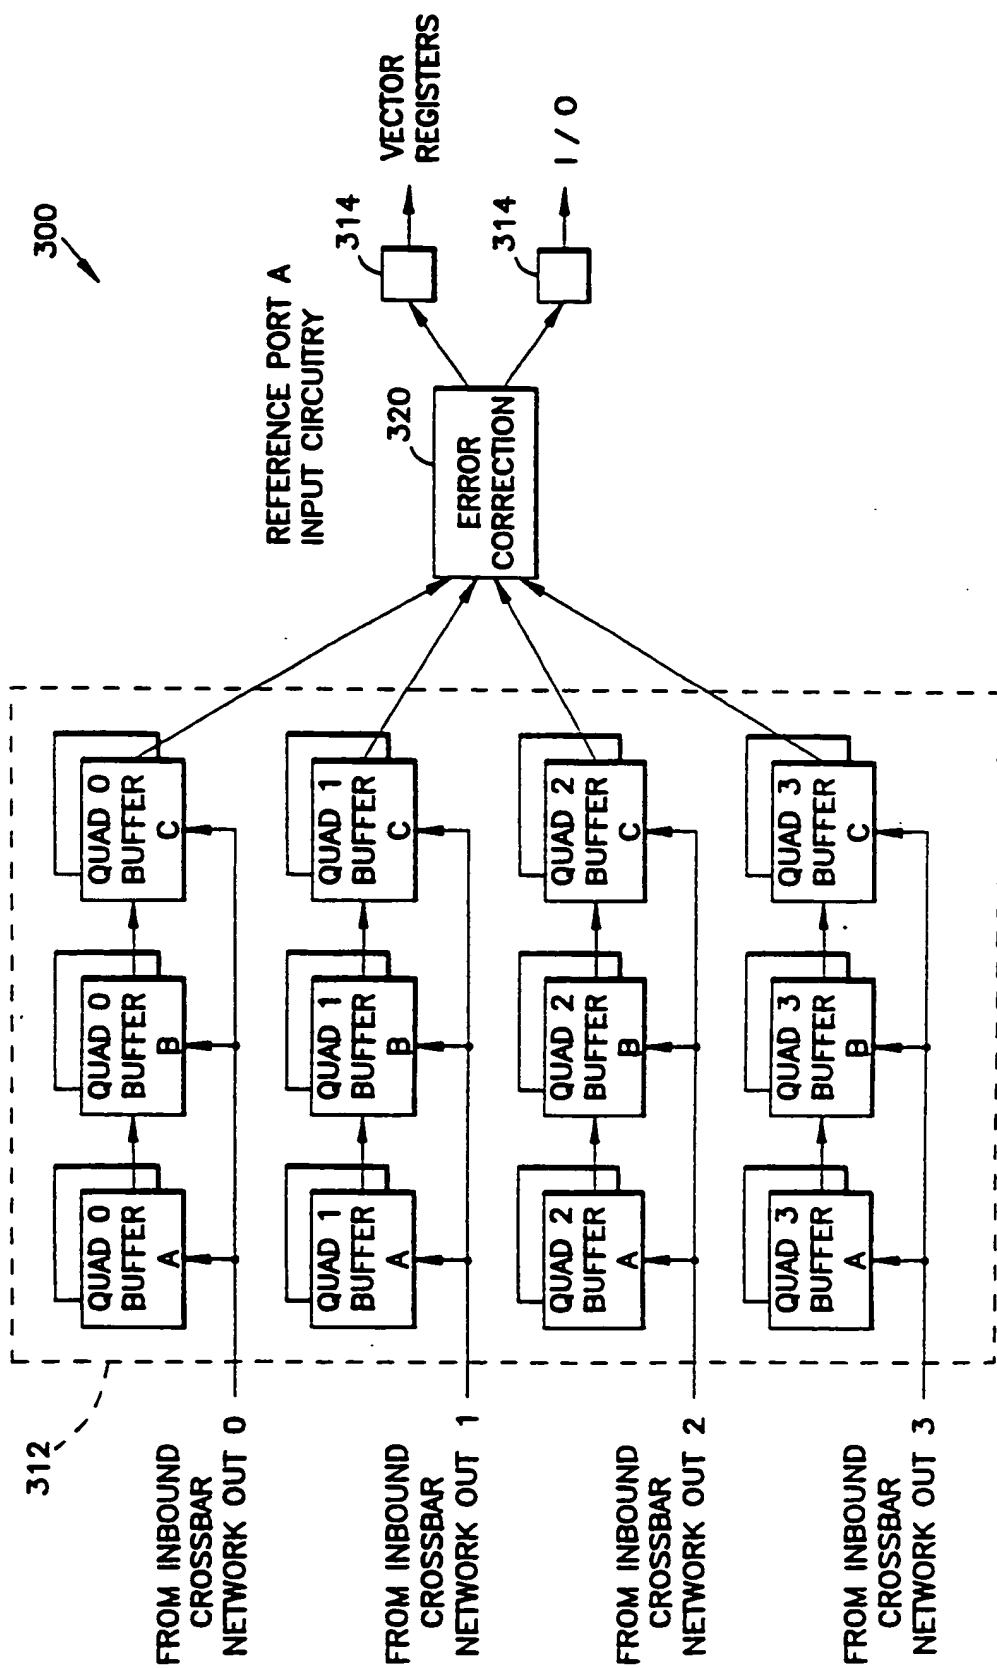 300
REFERENCE PORT A
INPUT CIRCUITRY
312
FROM INBOUND
CROSSBAR
NETWORK OUT 0
QUAD 0
BUFFER
A
QUAD 0
BUFFER
B
QUAD 0
BUFFER
C
FROM INBOUND
CROSSBAR
NETWORK OUT 1
QUAD 1
BUFFER
A
QUAD 1
BUFFER
B
QUAD 1
BUFFER
C
FROM INBOUND
CROSSBAR
NETWORK OUT 2
QUAD 2
BUFFER
A
QUAD 2
BUFFER
B
QUAD 2
BUFFER
C
FROM INBOUND
CROSSBAR
NETWORK OUT 3
QUAD 3
BUFFER
A
QUAD 3
BUFFER
B
QUAD 3
BUFFER
C
320
ERROR
CORRECTION
314
VECTOR
REGISTERS
314
I / O